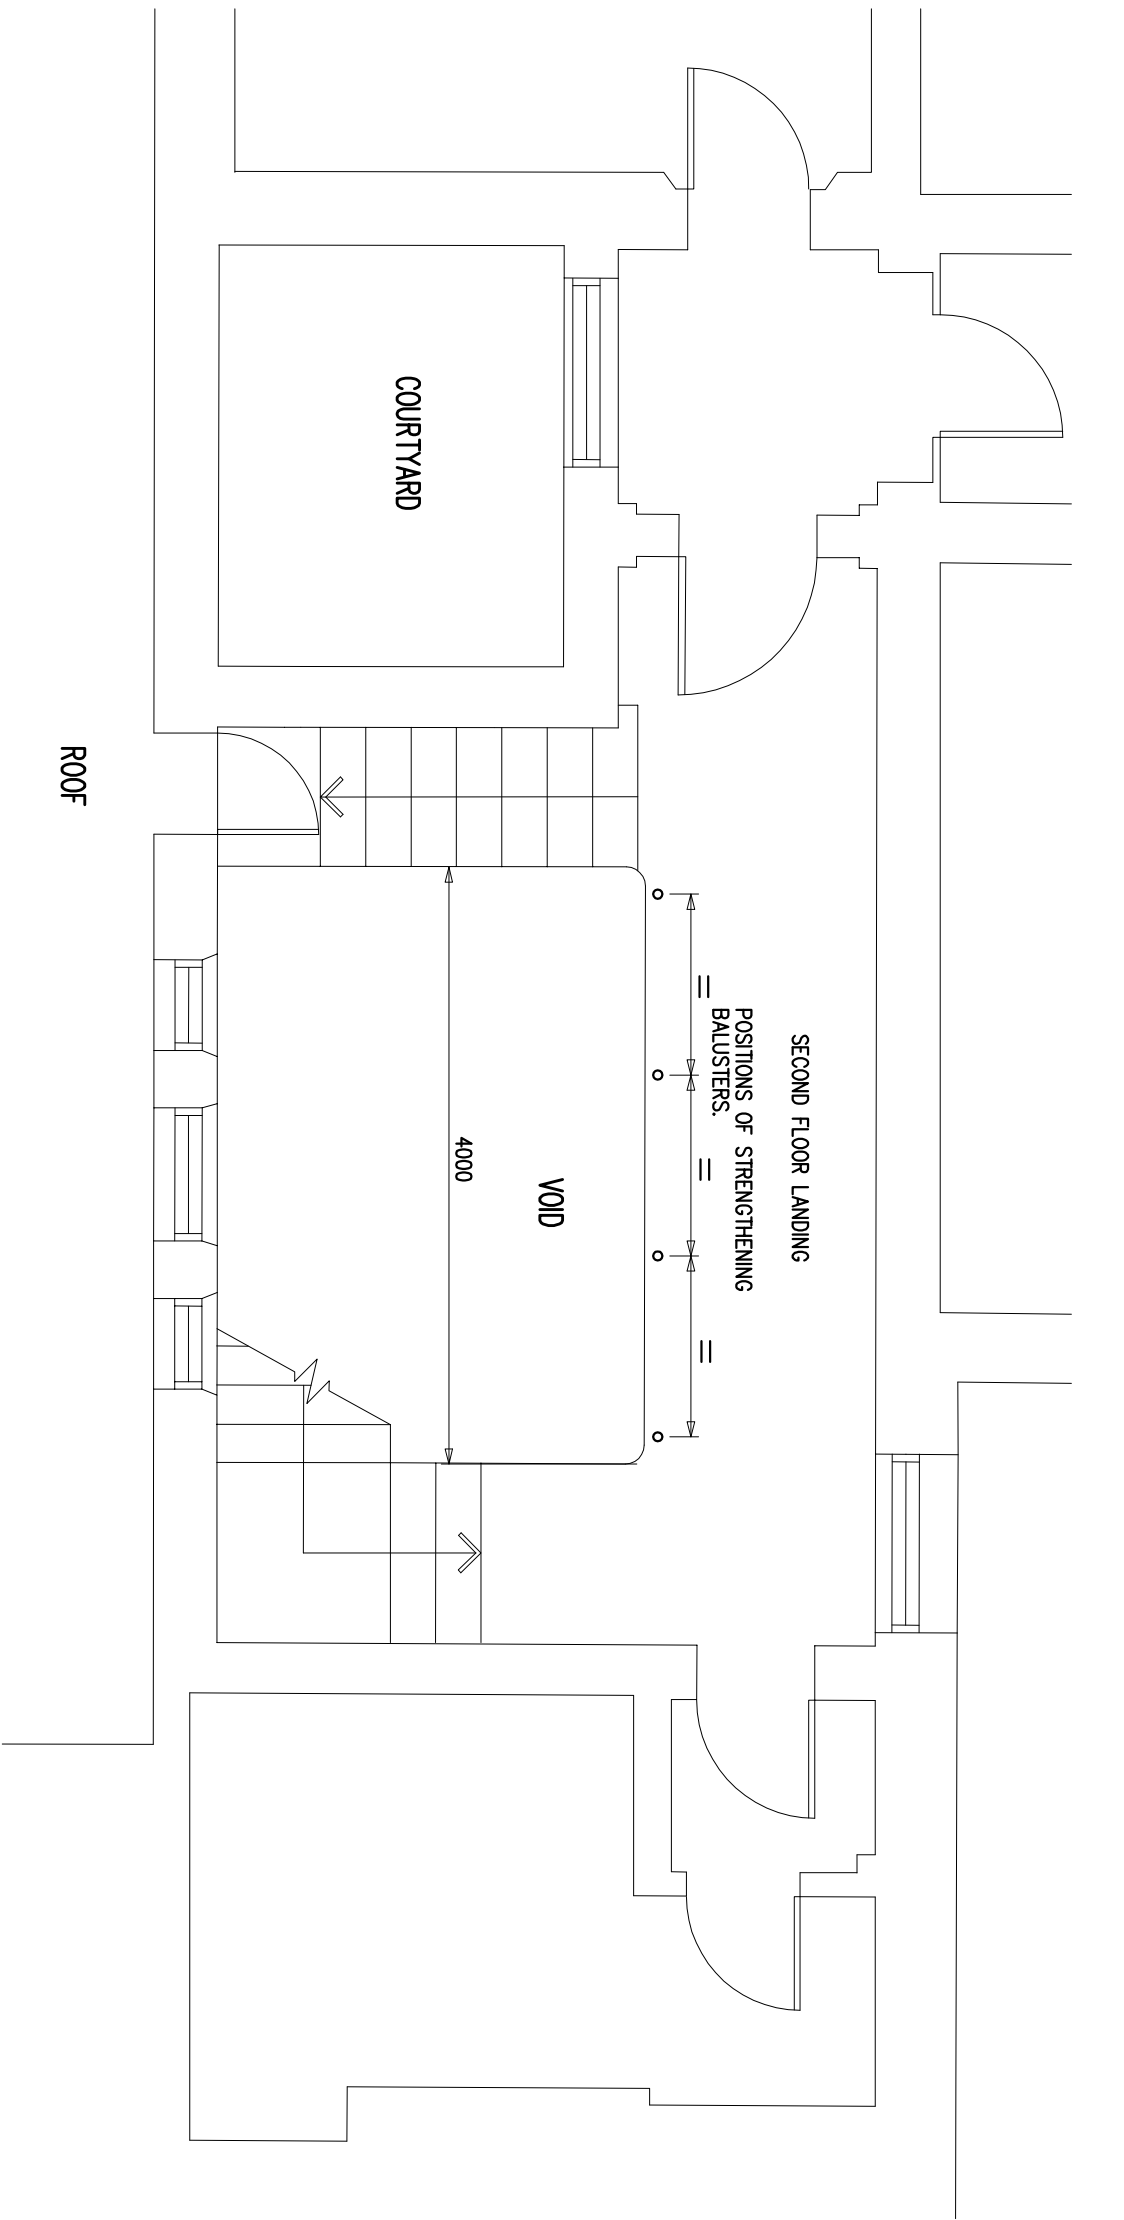 SECOND FLOOR LANDING
POSITIONS OF STRENGTHENING
BALUSTERS.
=
=
=
VOID
4000
COURTYARD
ROOF